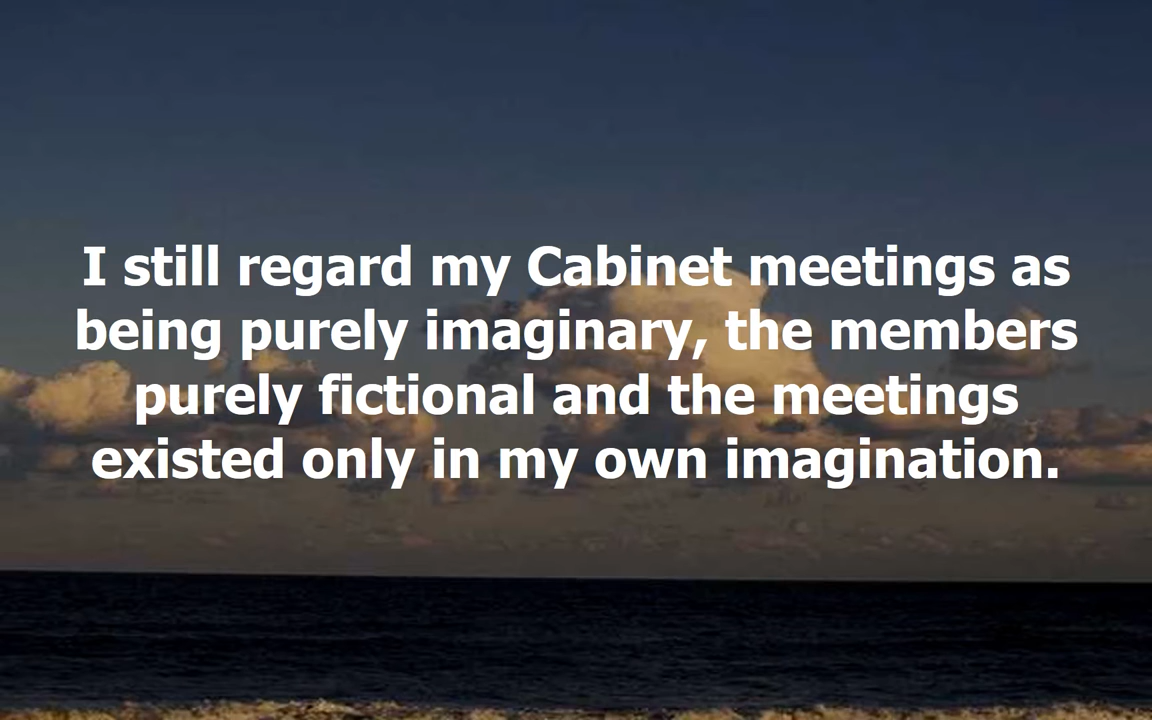 I still regard my Cabinet meetings as
being purely imaginary, the members
purely fictional and the meetings
existed only in my own imagination.